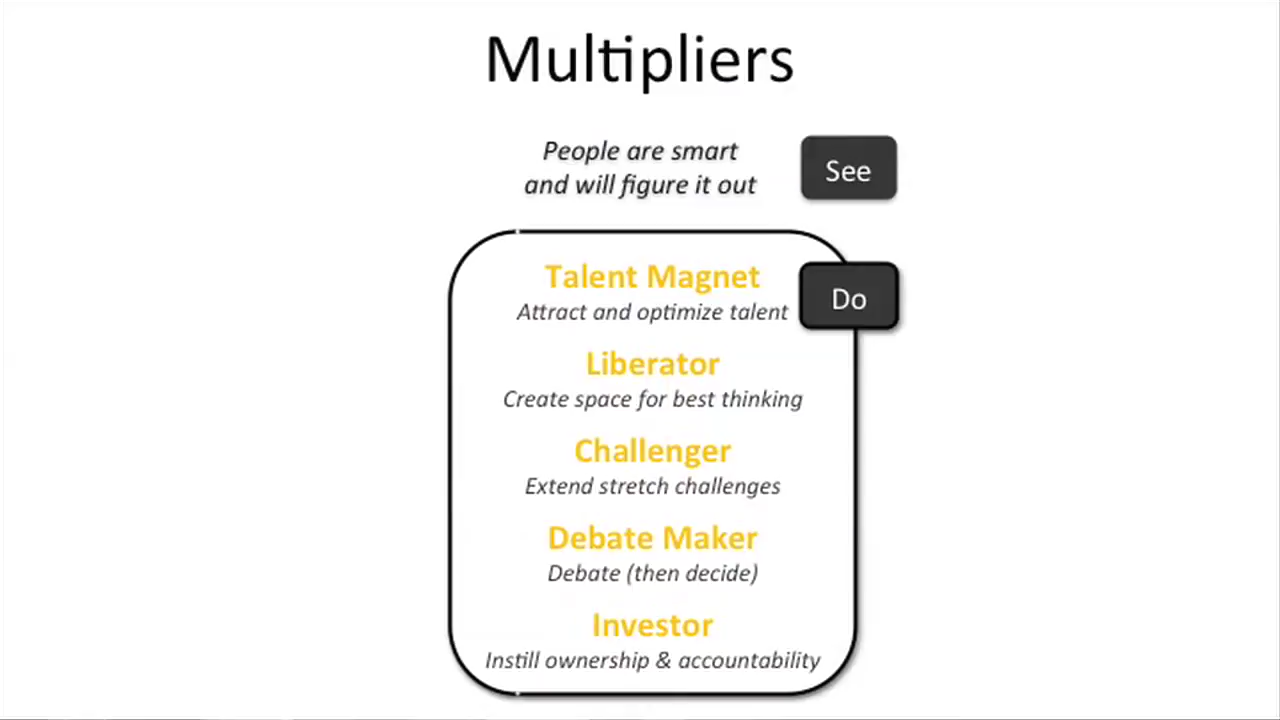 Multipliers
People are smart
and will figure it out
See
Talent Magnet
Attract and optimize talent
Do
Liberator
Create space for best thinking
Challenger
Extend stretch challenges
Debate Maker
Debate (then decide)
Investor
Instill ownership & accountability